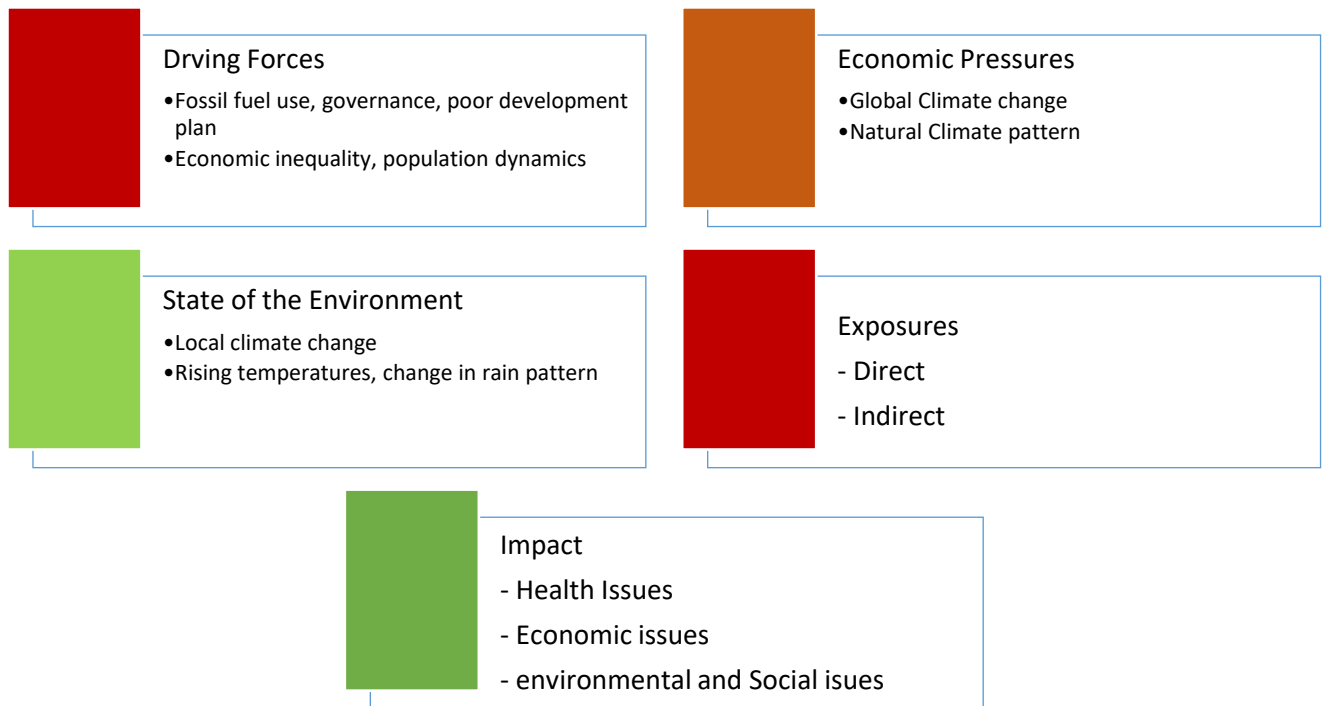 Drving Forces
•Fossil fuel use, governance, poor development
plan
•Economic inequality, population dynamics
Economic Pressures
•Global Climate change
•Natural Climate pattern
State of the Environment
•Local climate change
•Rising temperatures, change in rain pattern
Exposures
- Direct
- Indirect
Impact
- Health Issues
- Economic issues
- environmental and Social isues